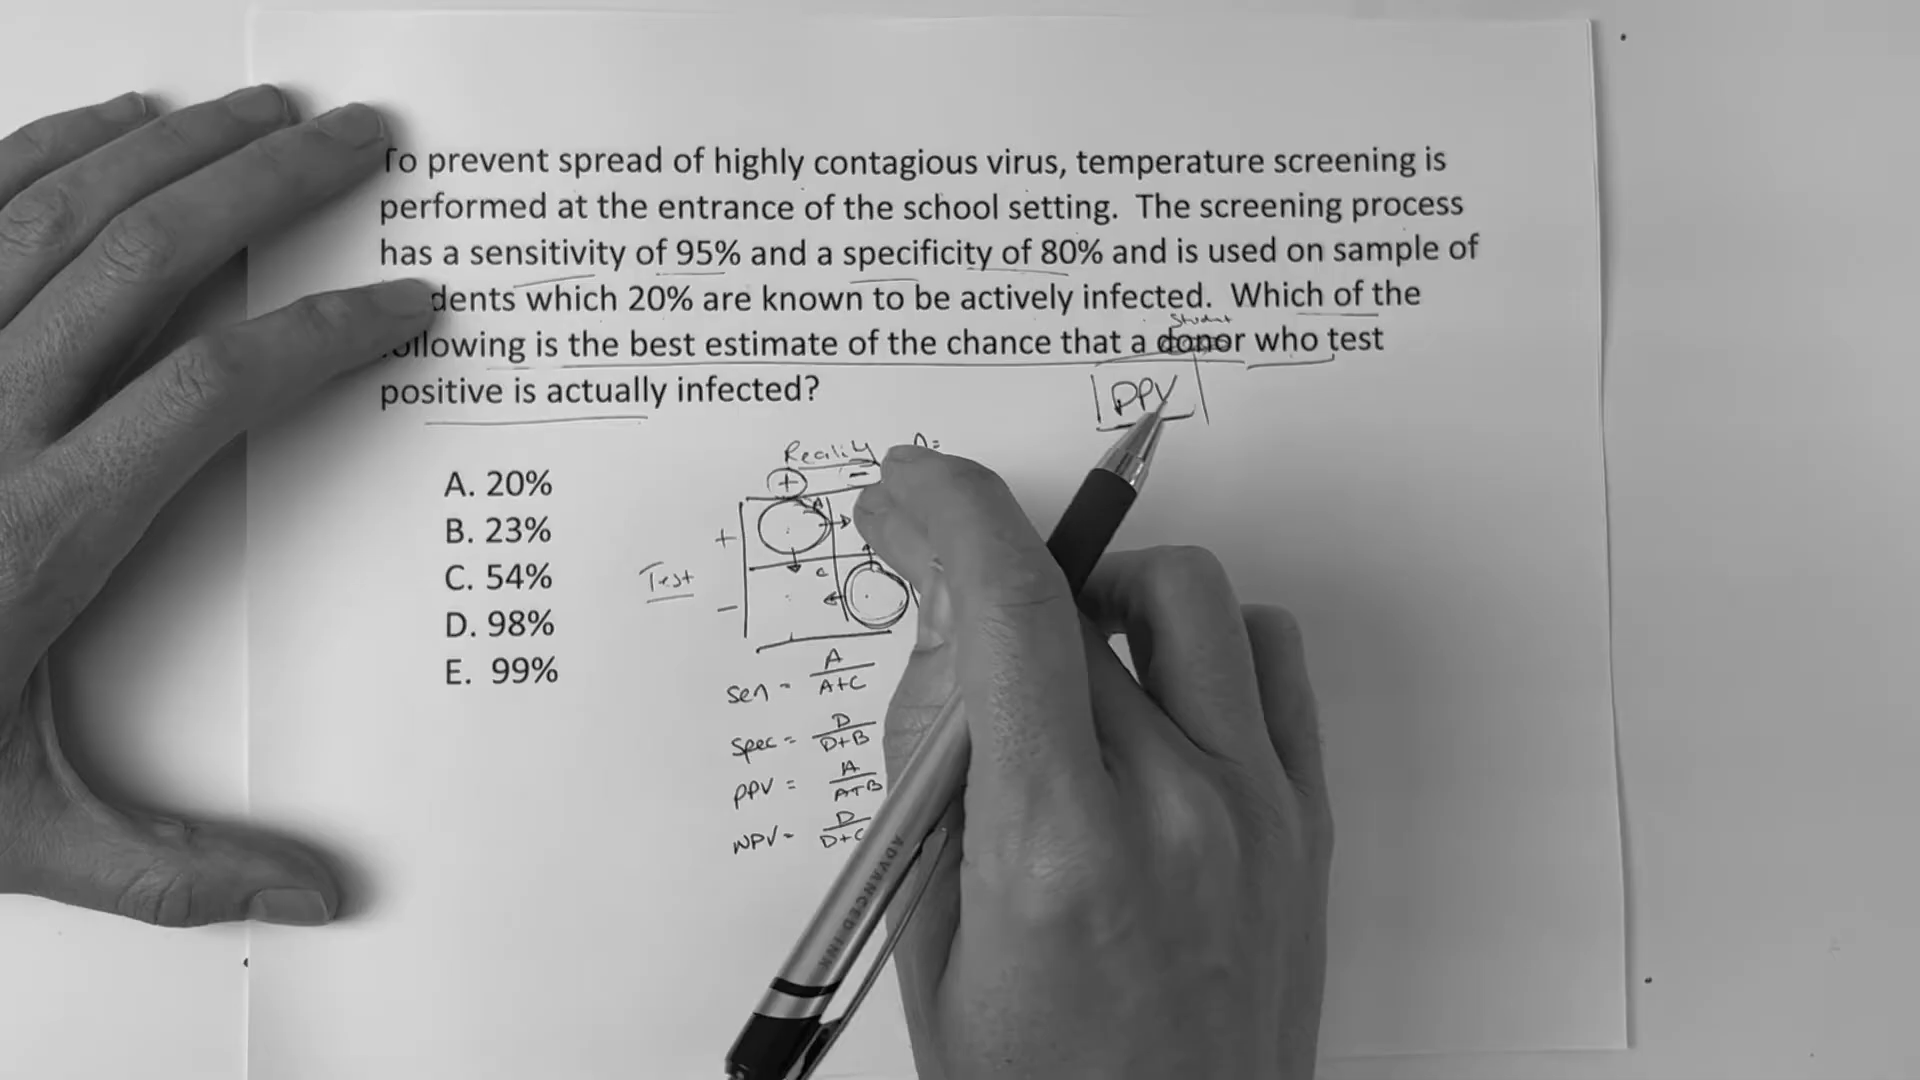 To prevent spread of highly contagious virus, temperature screening is
performed at the entrance of the school setting. The screening process
has a sensitivity of 95% and a specificity of 80% and is used on sample of
dents which 20% are known to be actively infected. Which of the
Student
ollowing is the best estimate of the chance that a donor who test
positive is actually infected?
PPV
A. 20%
B. 23%
C. 54%
D. 98%
E. 99%
Reality A=
+ -
A
+
Test
C
-
Sen = A
A+C
Spec = D
D+B
PPV = A
A+B
NPV = D
D+C
ADVANCED INK